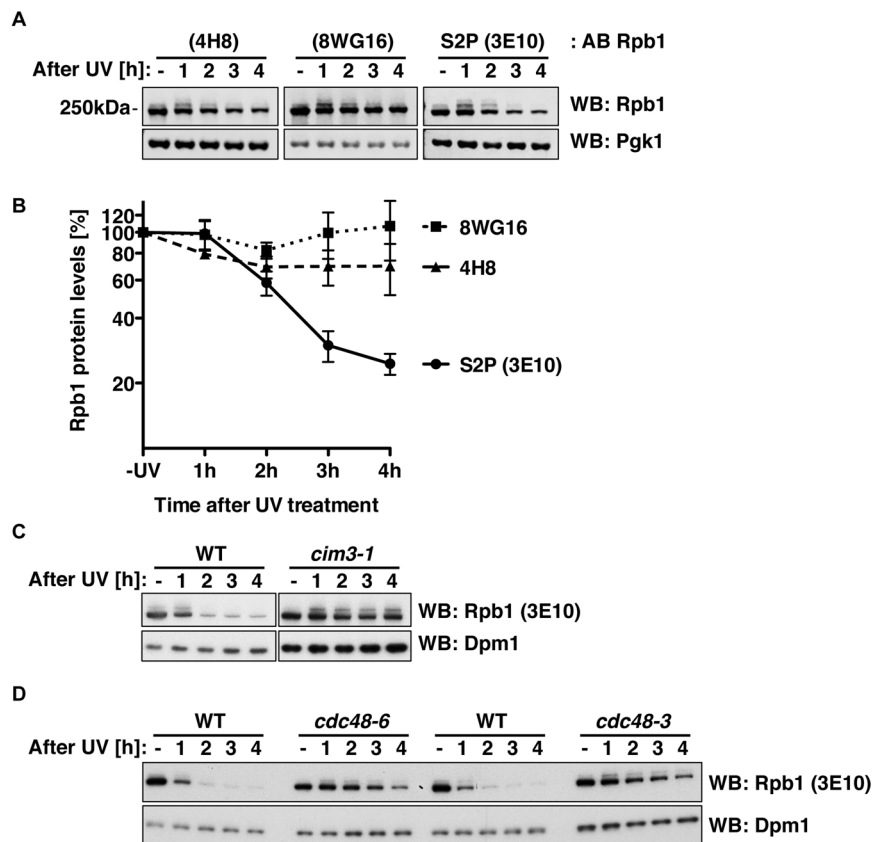 A
(4H8) (8WG16) S2P (3E10) : AB Rpb1
After UV [h]: - 1 2 3 4 - 1 2 3 4 - 1 2 3 4
250kDa- WB: Rpb1
WB: Pgk1
B
Rpb1 protein levels [%]
120
100
80
60
40
20
8WG16
4H8
S2P (3E10)
-UV 1h 2h 3h 4h
Time after UV treatment
C
WT cim3-1
After UV [h]: - 1 2 3 4 - 1 2 3 4
WB: Rpb1 (3E10)
WB: Dpm1
D
WT cdc48-6 WT cdc48-3
After UV [h]: - 1 2 3 4 - 1 2 3 4 - 1 2 3 4 - 1 2 3 4
WB: Rpb1 (3E10)
WB: Dpm1